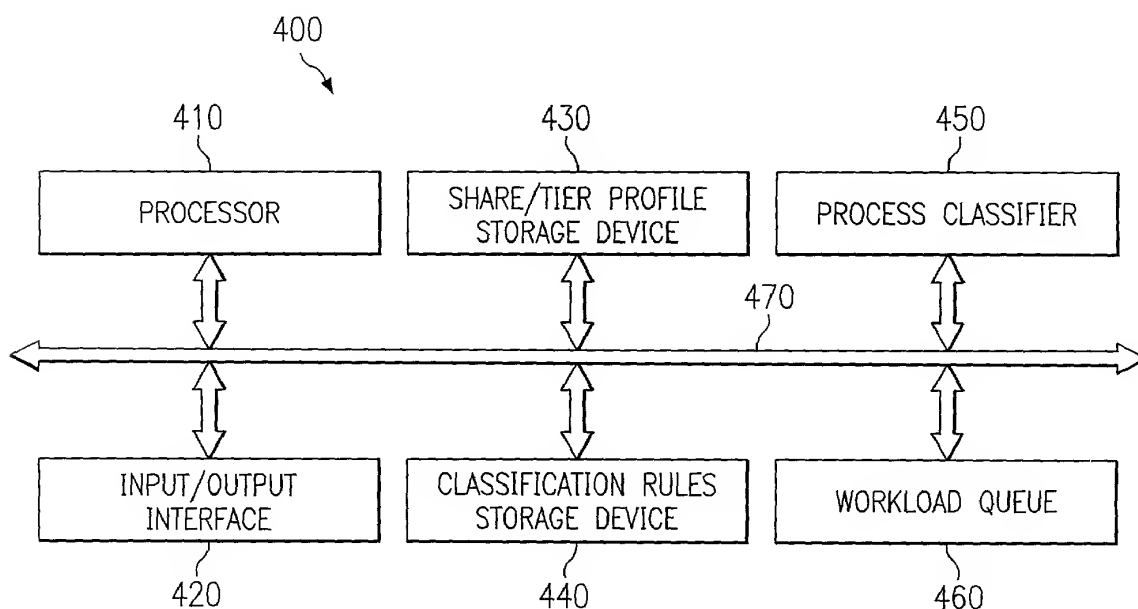 400
410
430
450
PROCESSOR
SHARE/TIER PROFILE
STORAGE DEVICE
PROCESS CLASSIFIER
470
INPUT/OUTPUT
INTERFACE
CLASSIFICATION RULES
STORAGE DEVICE
WORKLOAD QUEUE
420
440
460